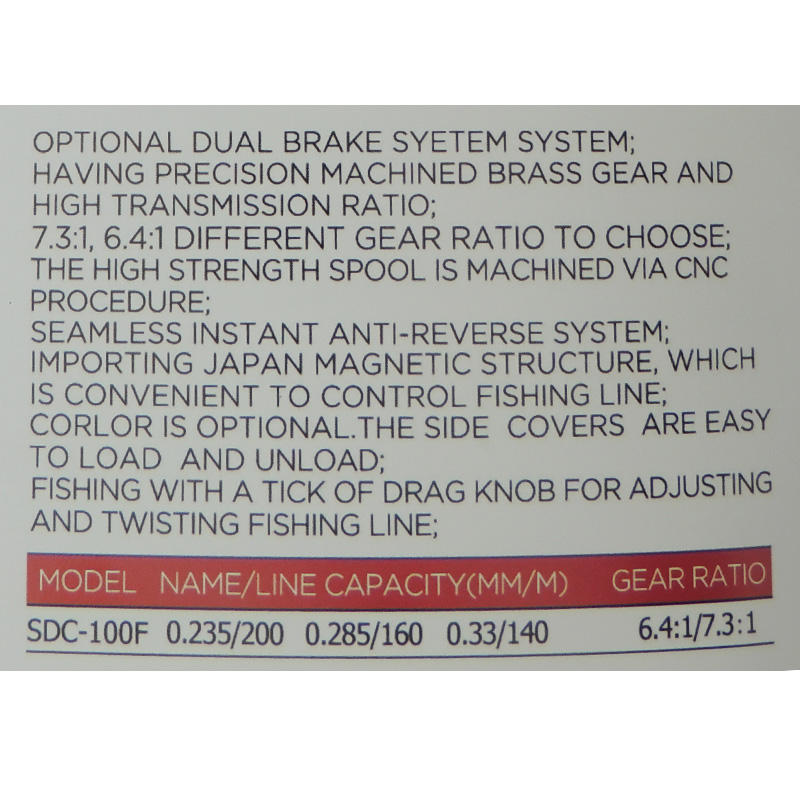 OPTIONAL DUAL BRAKE SYETEM SYSTEM;
HAVING PRECISION MACHINED BRASS GEAR AND
HIGH TRANSMISSION RATIO;
7.3:1, 6.4:1 DIFFERENT GEAR RATIO TO CHOOSE;
THE HIGH STRENGTH SPOOL IS MACHINED VIA CNC
PROCEDURE;
SEAMLESS INSTANT ANTI-REVERSE SYSTEM;
IMPORTING JAPAN MAGNETIC STRUCTURE, WHICH
IS CONVENIENT TO CONTROL FISHING LINE;
CORLOR IS OPTIONAL.THE SIDE COVERS ARE EASY
TO LOAD AND UNLOAD;
FISHING WITH A TICK OF DRAG KNOB FOR ADJUSTING
AND TWISTING FISHING LINE;
MODEL NAME/LINE CAPACITY(MM/M) GEAR RATIO
SDC-100F 0.235/200 0.285/160 0.33/140 6.4:1/7.3:1